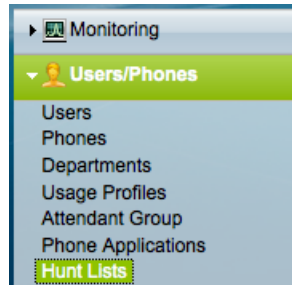 Monitoring
Users/Phones
Users
Phones
Departments
Usage Profiles
Attendant Group
Phone Applications
Hunt Lists